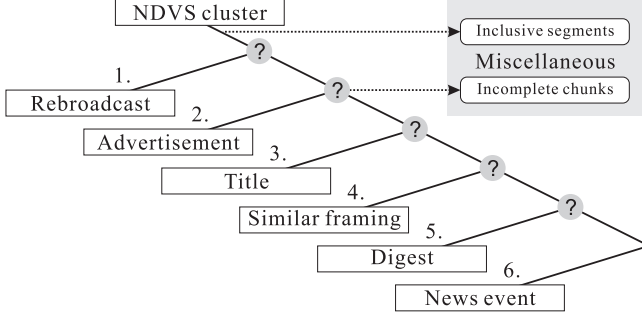 NDVS cluster
Inclusive segments
?
Miscellaneous
1.
Rebroadcast
?
Incomplete chunks
2.
Advertisement
?
3.
Title
?
4.
Similar framing
?
5.
Digest
6.
News event